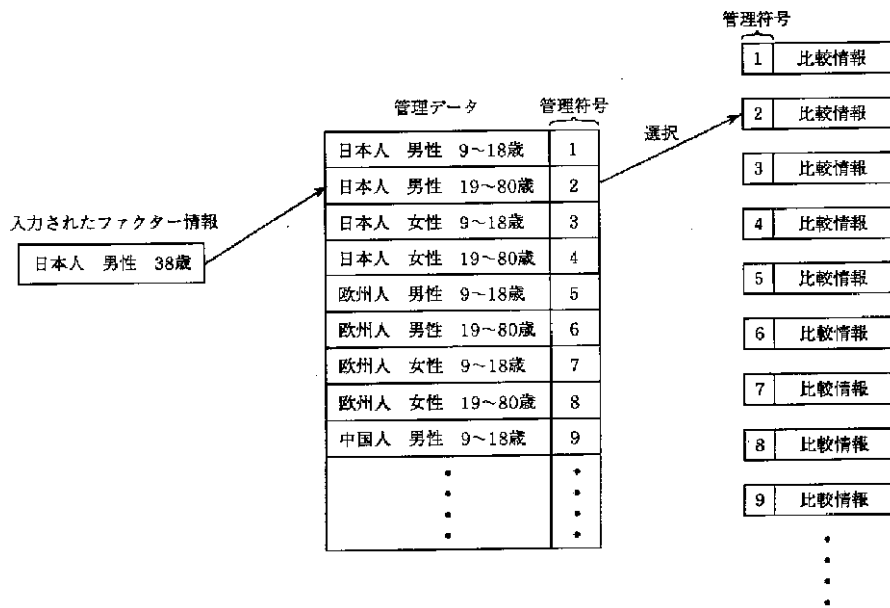 入力されたファクター情報
日本人 男性 38歳
管理データ 管理符号
日本人 男性 9〜18歳 1
日本人 男性 19〜80歳 2
日本人 女性 9〜18歳 3
日本人 女性 19〜80歳 4
欧州人 男性 9〜18歳 5
欧州人 男性 19〜80歳 6
欧州人 女性 9〜18歳 7
欧州人 女性 19〜80歳 8
中国人 男性 9〜18歳 9
選択
管理符号
1 比較情報
2 比較情報
3 比較情報
4 比較情報
5 比較情報
6 比較情報
7 比較情報
8 比較情報
9 比較情報